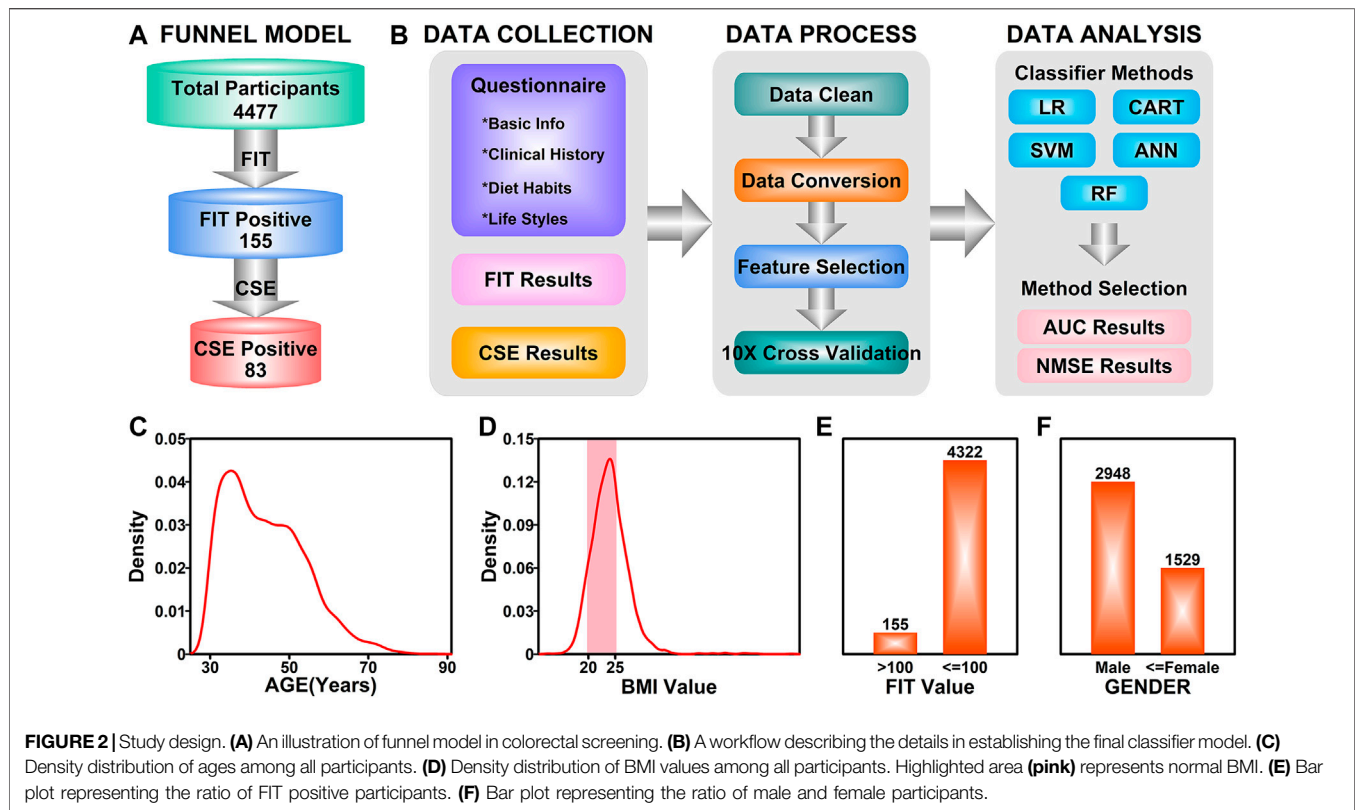 A FUNNEL MODEL
Total Participants
4477
FIT
FIT Positive
155
CSE
CSE Positive
83
B DATA COLLECTION
Questionnaire
*Basic Info
*Clinical History
*Diet Habits
*Life Styles
FIT Results
CSE Results
DATA PROCESS
Data Clean
Data Conversion
Feature Selection
10X Cross Validation
DATA ANALYSIS
Classifier Methods
LR CART
SVM ANN
RF
Method Selection
AUC Results
NMSE Results
C
Density
0.05
0.04
0.03
0.02
0.01
0
30 50 70 90
AGE(Years)
D
Density
0.15
0.12
0.09
0.06
0.03
0
20 25
BMI Value
E
155 4322
>100 <=100
FIT Value
F
2948 1529
Male <=Female
GENDER
FIGURE 2 | Study design. (A) An illustration of funnel model in colorectal screening. (B) A workflow describing the details in establishing the final classifier model. (C)
Density distribution of ages among all participants. (D) Density distribution of BMI values among all participants. Highlighted area (pink) represents normal BMI. (E) Bar
plot representing the ratio of FIT positive participants. (F) Bar plot representing the ratio of male and female participants.